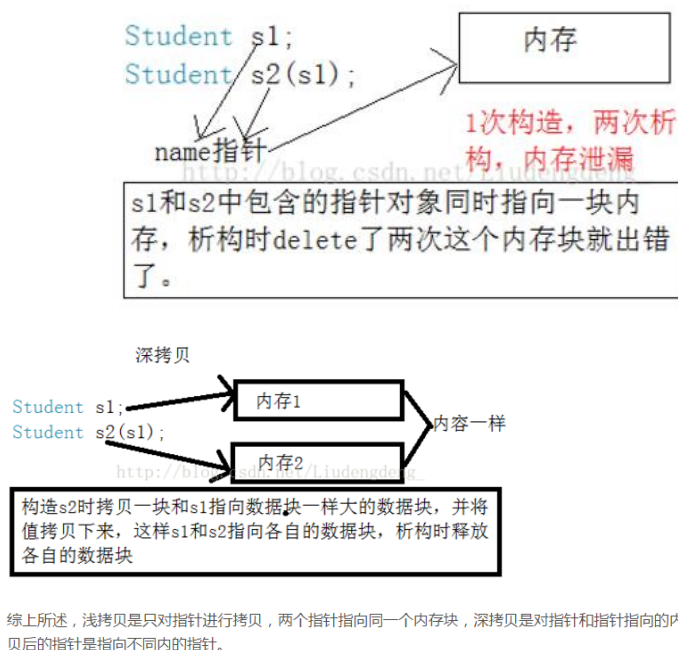 Student s1;
内存
Student s2(s1);
1次构造，两次析
构，内存泄漏
name指针
http://blog.csdn.net/Liudengdeng_
s1和s2中包含的指针对象同时指向一块内
存，析构时delete了两次这个内存块就出错
了。
深拷贝
内存1
Student s1;
内容一样
Student s2(s1);
内存2
http://blog.csdn.net/Liudengdeng_
构造s2时拷贝一块和s1指向数据块一样大的数据块，并将
值拷贝下来，这样s1和s2指向各自的数据块，析构时释放
各自的数据块
综上所述，浅拷贝是只对指针进行拷贝，两个指针指向同一个内存块，深拷贝是对指针和指针指向的内
贝后的指针是指向不同内的指针。